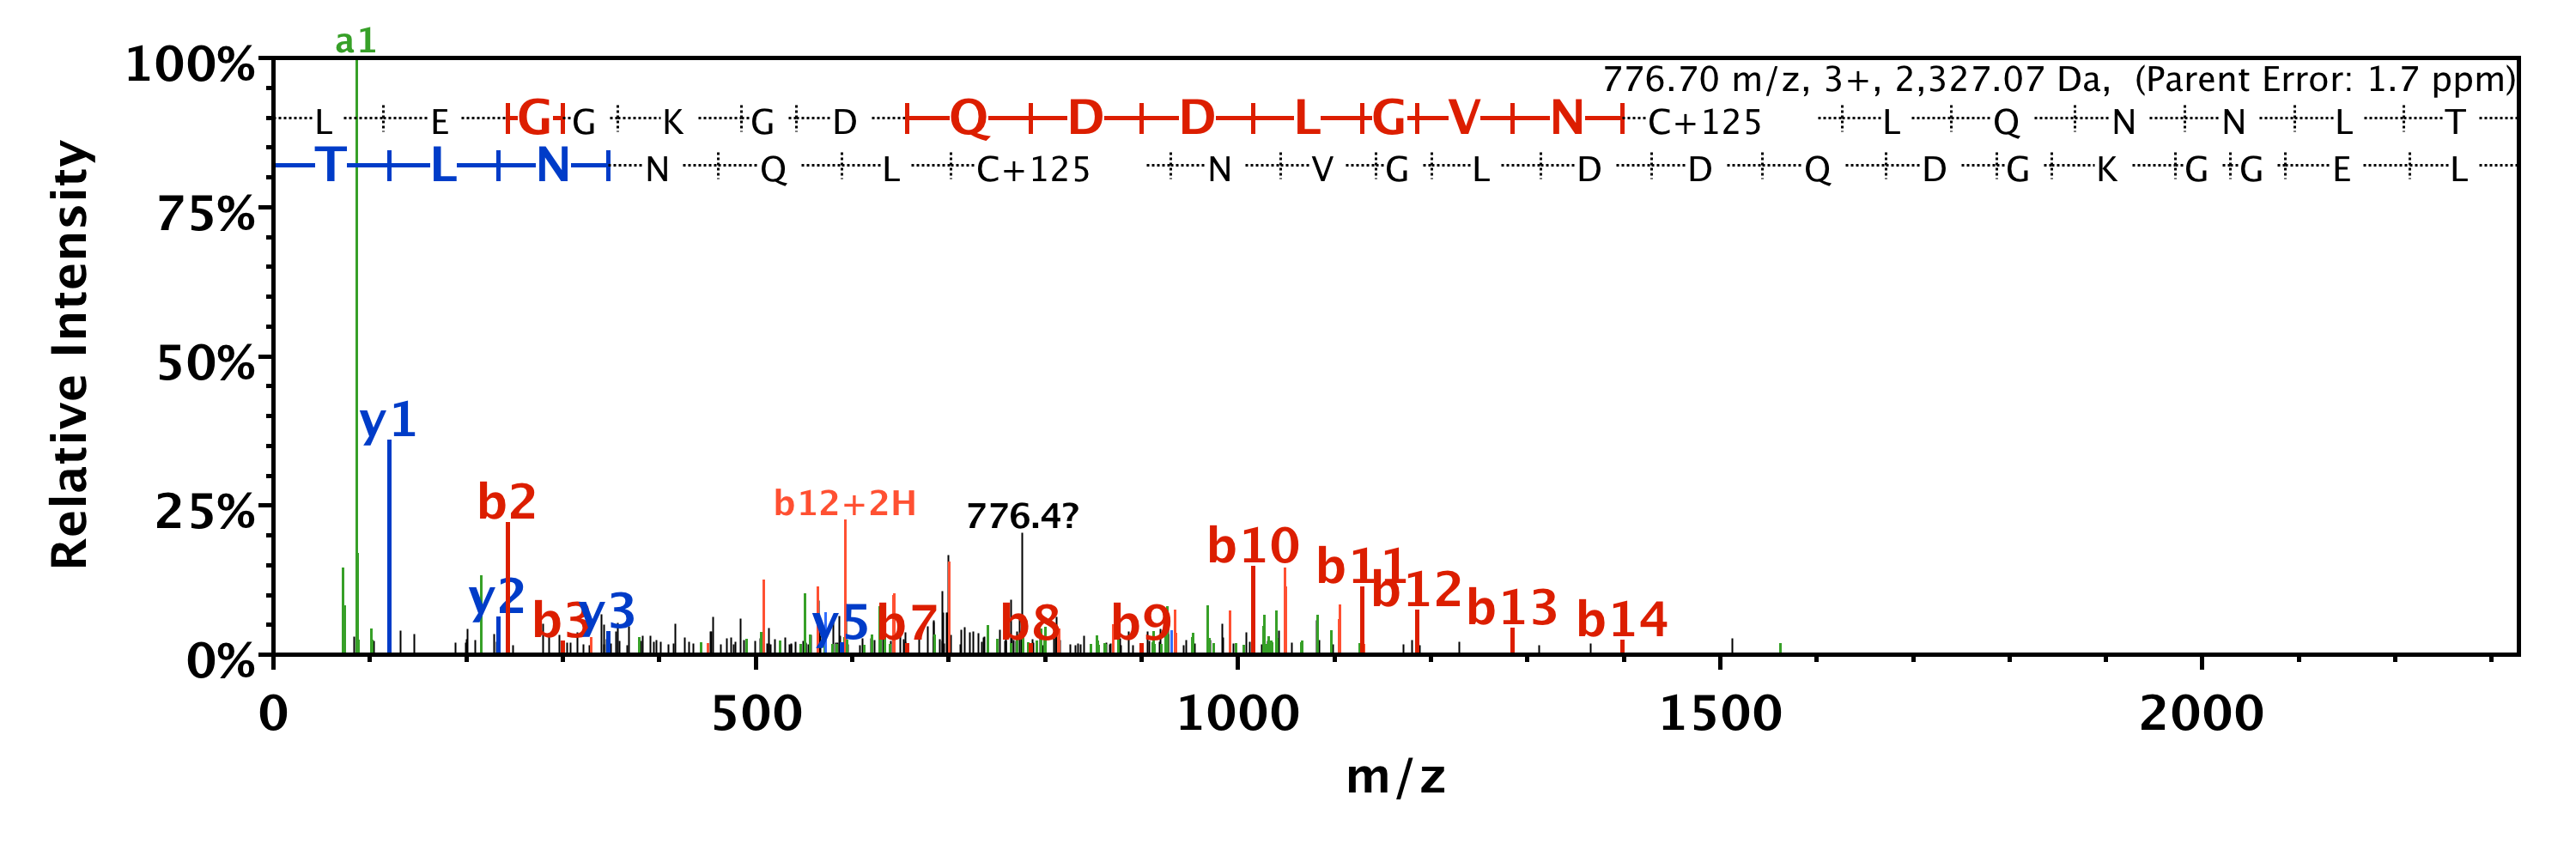 a1
100%
776.70 m/z, 3+, 2,327.07 Da, (Parent Error: 1.7 ppm)
L E G G K G D Q D D L G V N C+125 L Q N N L T
T L N N Q L C+125 N V G L D D Q D G K G G E L
75%
50%
25%
0%
Relative Intensity
y1
b2
b12+2H
776.4?
b10
b11
b12
b13
b14
y2
b3
y3
y5
b7
b8
b9
0 500 1000 1500 2000
m/z